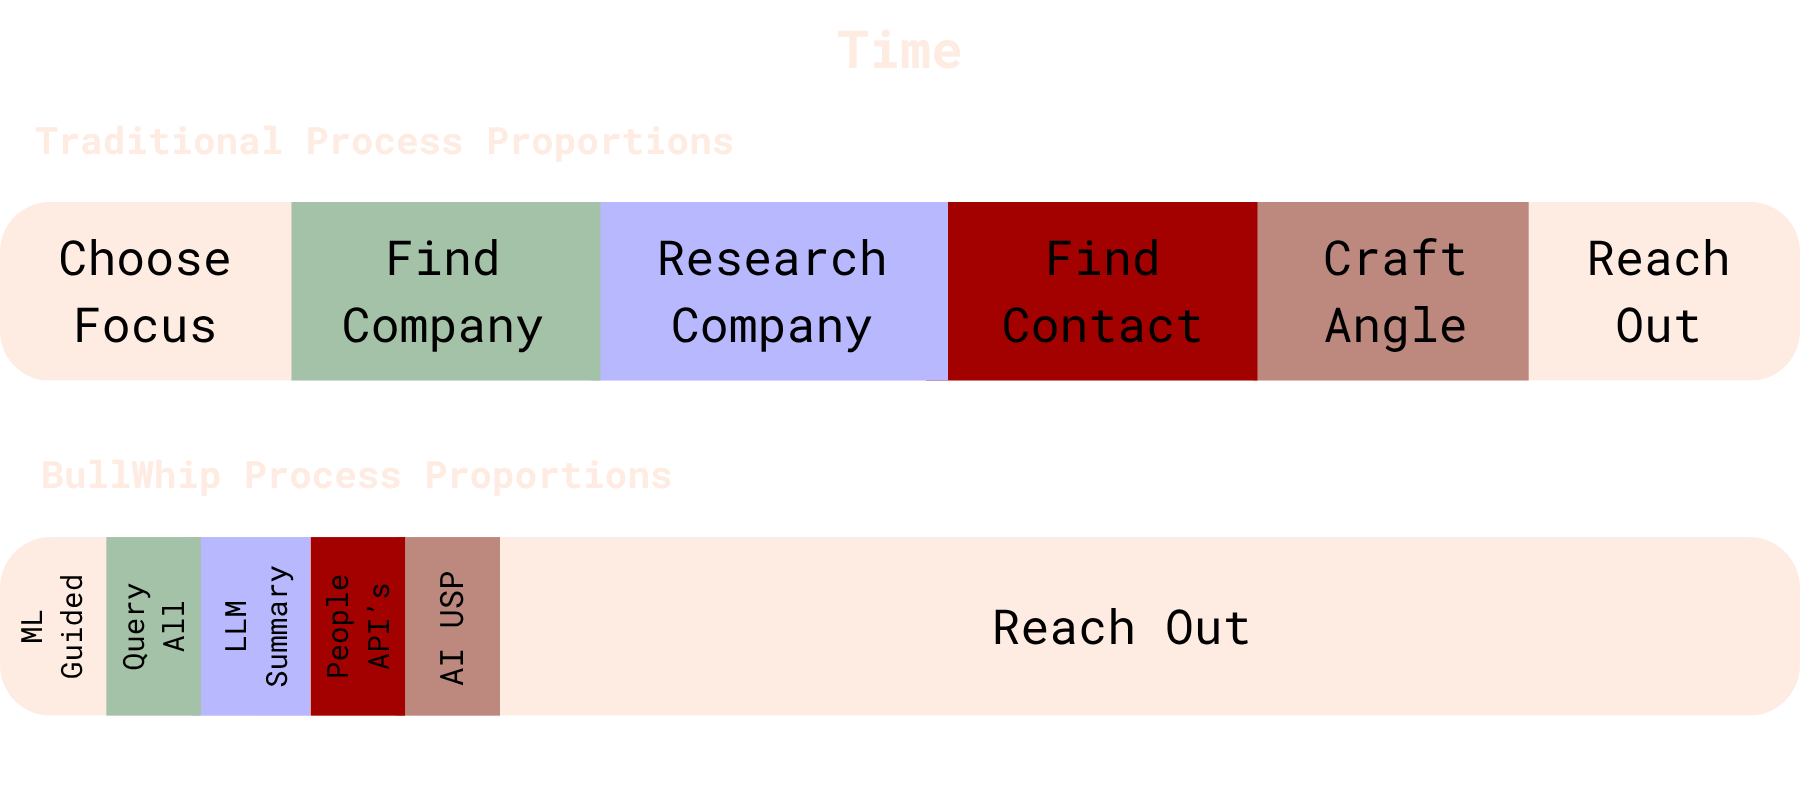 Time
Traditional Process Proportions
Choose
Focus
Find
Company
Research
Company
Find
Contact
Craft
Angle
Reach
Out
BullWhip Process Proportions
ML
Guided
Query
All
LLM
Summary
People
API's
AI USP
Reach Out